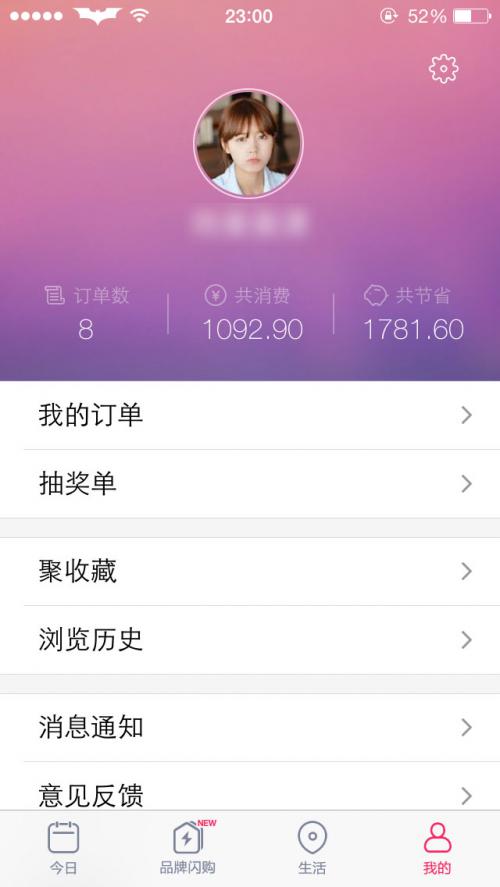 23:00 52%
订单数 共消费 共节省
8 1092.90 1781.60
我的订单
抽奖单
聚收藏
浏览历史
消息通知
意见反馈
NEW
今日 品牌闪购 生活 我的